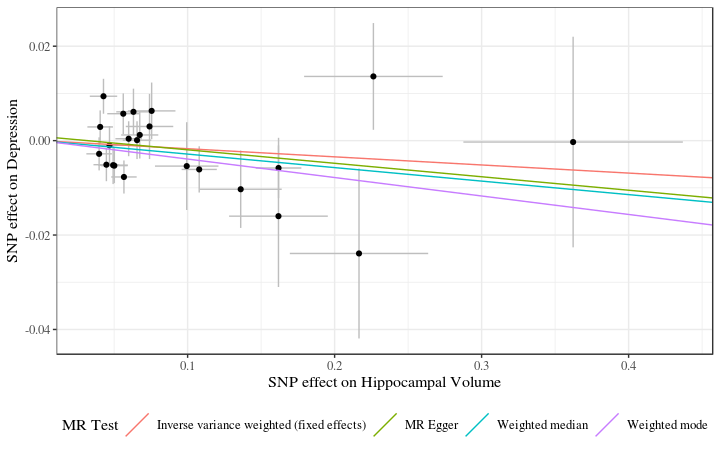 SNP effect on Depression
0.02
0.00
-0.02
-0.04
0.1 0.2 0.3 0.4
SNP effect on Hippocampal Volume
MR Test Inverse variance weighted (fixed effects) MR Egger Weighted median Weighted mode